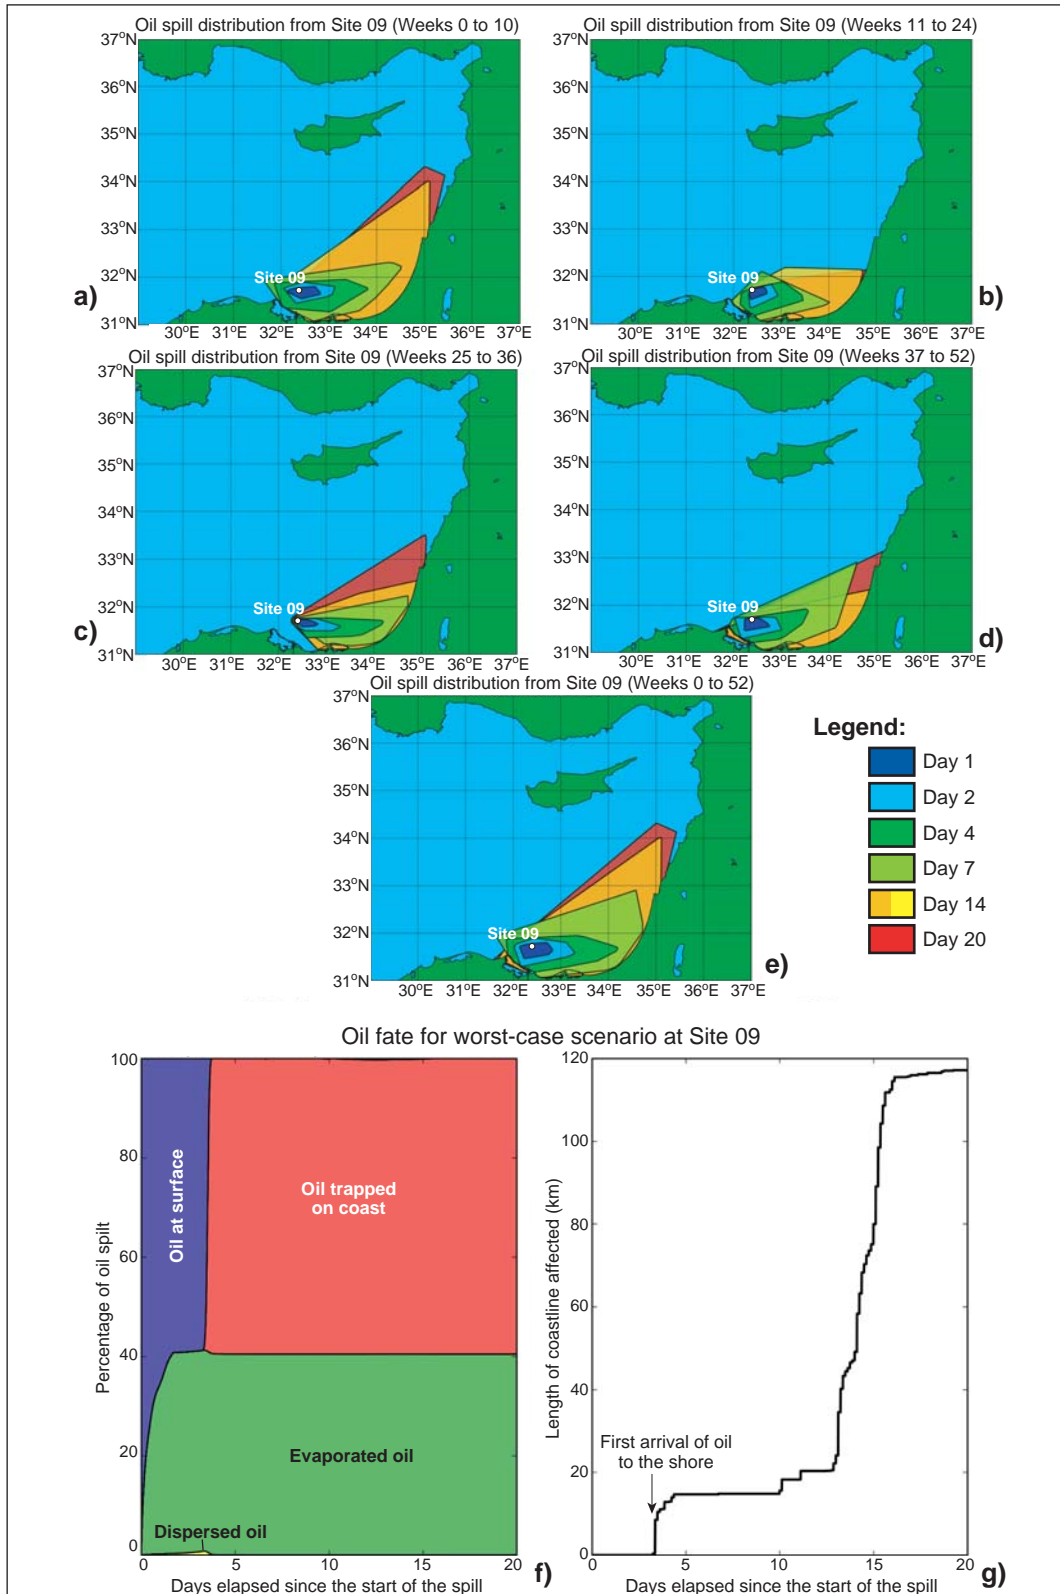 Oil spill distribution from Site 09 (Weeks 0 to 10)
37°N
36°N
35°N
34°N
33°N
32°N
31°N
Site 09
a)
30°E 31°E 32°E 33°E 34°E 35°E 36°E 37°E
Oil spill distribution from Site 09 (Weeks 11 to 24)
37°N
36°N
35°N
34°N
33°N
32°N
31°N
Site 09
b)
30°E 31°E 32°E 33°E 34°E 35°E 36°E 37°E
Oil spill distribution from Site 09 (Weeks 25 to 36)
37°N
36°N
35°N
34°N
33°N
32°N
31°N
Site 09
c)
30°E 31°E 32°E 33°E 34°E 35°E 36°E 37°E
Oil spill distribution from Site 09 (Weeks 37 to 52)
37°N
36°N
35°N
34°N
33°N
32°N
31°N
Site 09
d)
30°E 31°E 32°E 33°E 34°E 35°E 36°E 37°E
Oil spill distribution from Site 09 (Weeks 0 to 52)
37°N
36°N
35°N
34°N
33°N
32°N
31°N
Site 09
e)
30°E 31°E 32°E 33°E 34°E 35°E 36°E 37°E
Legend:
Day 1
Day 2
Day 4
Day 7
Day 14
Day 20
Oil fate for worst-case scenario at Site 09
Percentage of oil spilt
100
80
60
40
20
0
Oil at surface
Oil trapped
on coast
Evaporated oil
Dispersed oil
0 5 10 15 20
Days elapsed since the start of the spill
f)
Length of coastline affected (km)
120
100
80
60
40
20
0
First arrival of oil
to the shore
0 5 10 15 20
Days elapsed since the start of the spill
g)